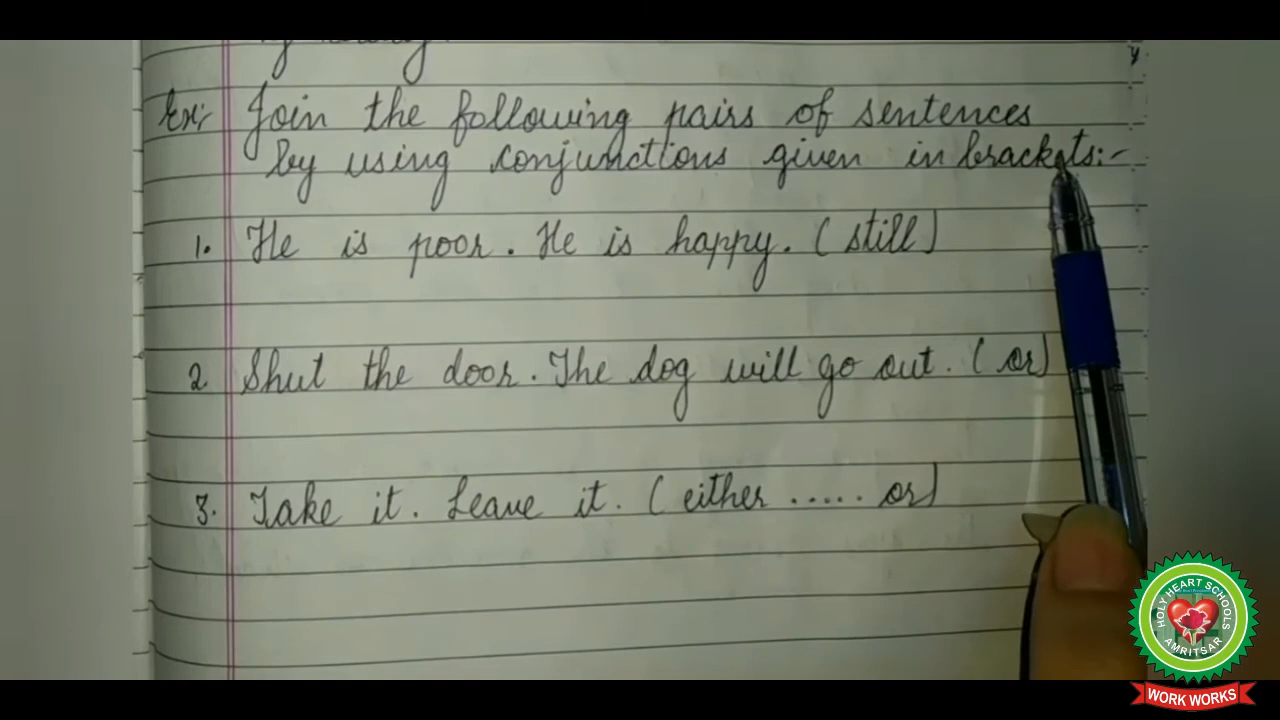 Ex:- Join the following pairs of sentences
by using conjunctions given in brackets:-
1. He is poor. He is happy. (still)
2. Shut the door. The dog will go out. (or)
3. Take it. Leave it. (either ..... or)
HOLY HEART SCHOOLS
AMRITSAR
WORK WORKS